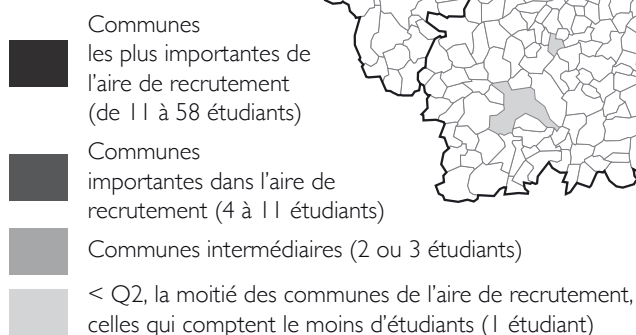 Communes
les plus importantes de
l'aire de recrutement
(de 11 à 58 étudiants)
Communes
importantes dans l'aire de
recrutement (4 à 11 étudiants)
Communes intermédiaires (2 ou 3 étudiants)
< Q2, la moitié des communes de l'aire de recrutement,
celles qui comptent le moins d'étudiants (1 étudiant)